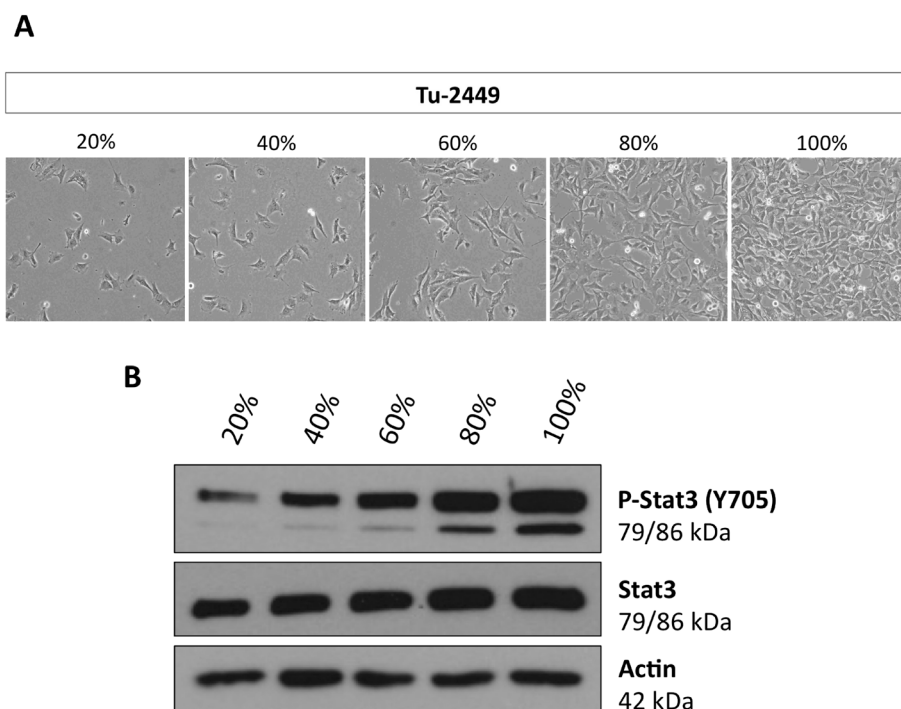 A
Tu-2449
20% 40% 60% 80% 100%
B
20% 40% 60% 80% 100%
P-Stat3 (Y705)
79/86 kDa
Stat3
79/86 kDa
Actin
42 kDa